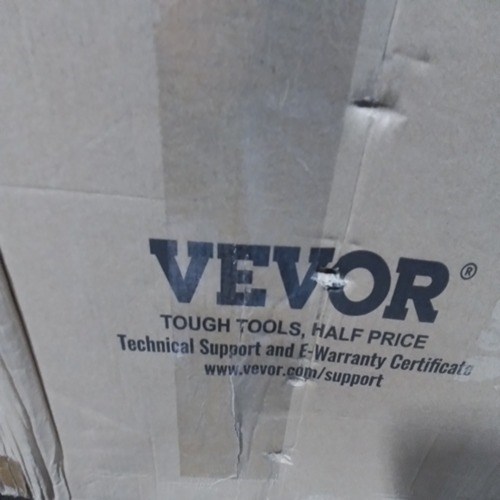 VEVOR®
TOUGH TOOLS, HALF PRICE
Technical Support and E-Warranty Certificate
www.vevor.com/support